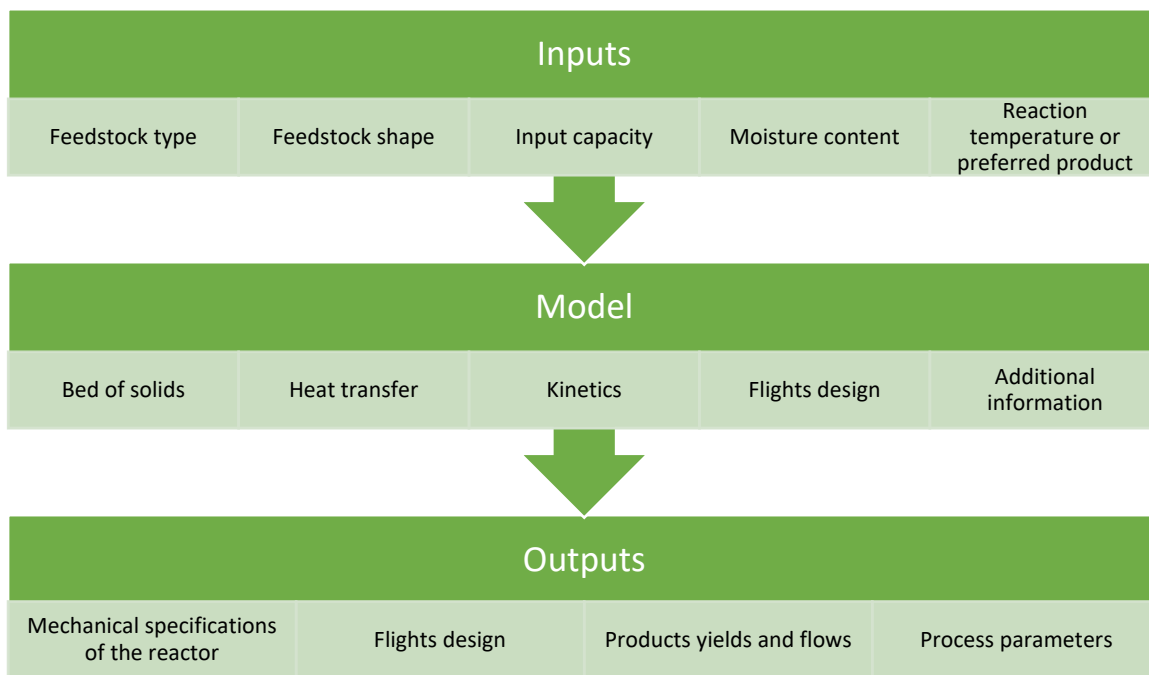 Inputs
Feedstock type
Feedstock shape
Input capacity
Moisture content
Reaction
temperature or
preferred product
Model
Bed of solids
Heat transfer
Kinetics
Flights design
Additional
information
Outputs
Mechanical specifications
of the reactor
Flights design
Products yields and flows
Process parameters